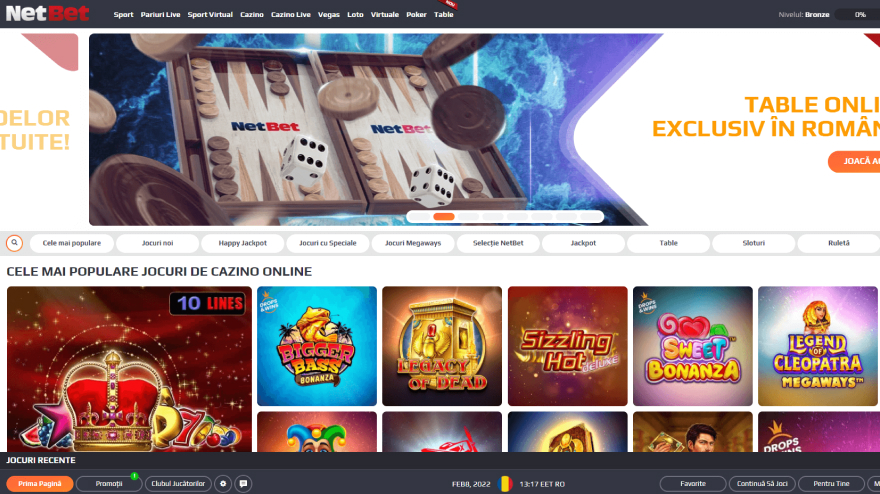 NetBet
Sport Pariuri Live Sport Virtual Cazino Cazino Live Vegas Loto Virtuale Poker Table
NOU
Nivelul: Bronze 0%
DELOR
TUITE!
NetBet NetBet
TABLE ONLI
EXCLUSIV ÎN ROMÂN
JOACĂ A
Cele mai populare Jocuri noi Happy Jackpot Jocuri cu Speciale Jocuri Megaways Selecție NetBet Jackpot Table Sloturi Ruletă
CELE MAI POPULARE JOCURI DE CAZINO ONLINE
10 LINES
DROPS & WINS
BIGGER
BASS
BONANZA
LEGACY
OF DEAD
Sizzling
Hot
deluxe
DROPS & WINS
SWEET
BONANZA™
LEGEND
OF
CLEOPATRA
MEGAWAYS™
DROPS
JOCURI RECENTE
Prima Pagină Promoții 1 Clubul Jucătorilor FEB8, 2022 13:17 EET RO Favorite Continuă Să Joci Pentru Tine M